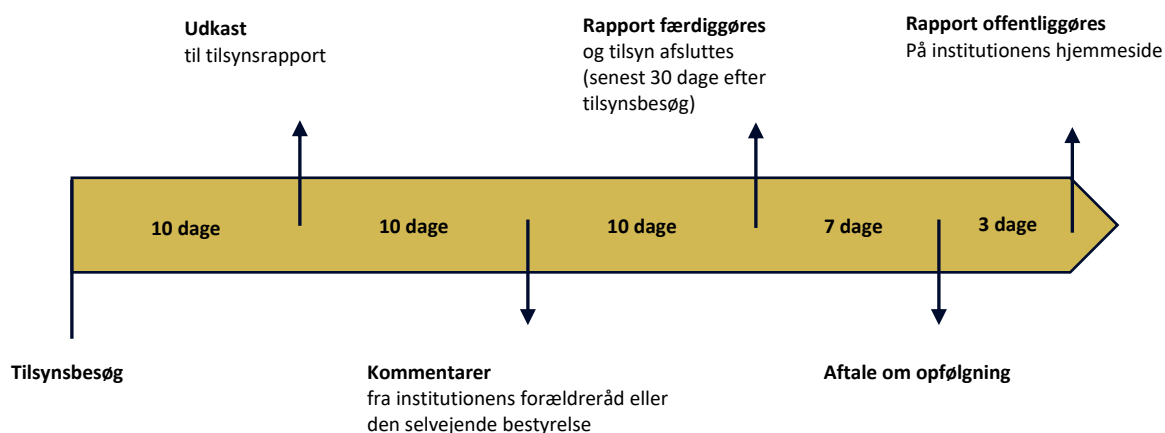 Udkast
til tilsynsrapport
Rapport færdiggøres
og tilsyn afsluttes
(senest 30 dage efter
tilsynsbesøg)
Rapport offentliggøres
På institutionens hjemmeside
10 dage
10 dage
10 dage
7 dage
3 dage
Tilsynsbesøg
Kommentarer
fra institutionens forældreråd eller
den selvejende bestyrelse
Aftale om opfølgning